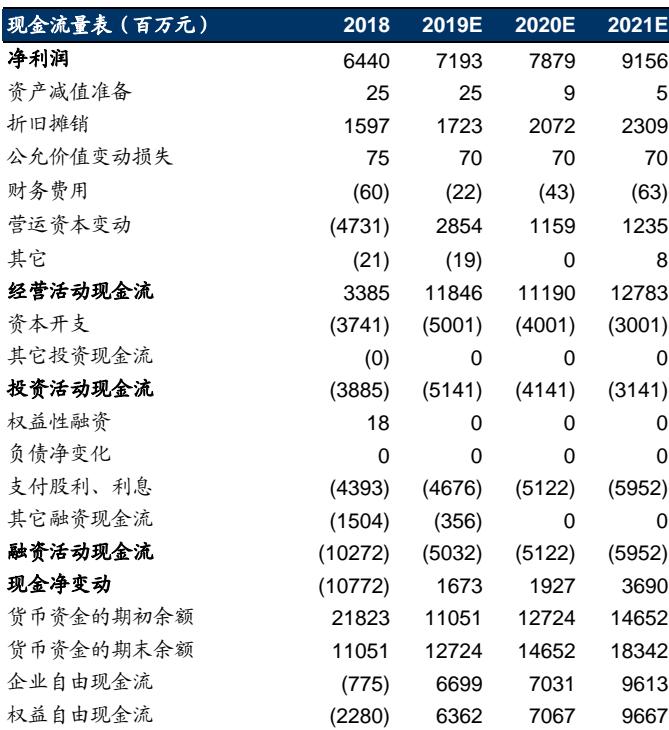 现金流量表（百万元） 2018 2019E 2020E 2021E
净利润 6440 7193 7879 9156
资产减值准备 25 25 9 5
折旧摊销 1597 1723 2072 2309
公允价值变动损失 75 70 70 70
财务费用 (60) (22) (43) (63)
营运资本变动 (4731) 2854 1159 1235
其它 (21) (19) 0 8
经营活动现金流 3385 11846 11190 12783
资本开支 (3741) (5001) (4001) (3001)
其它投资现金流 (0) 0 0 0
投资活动现金流 (3885) (5141) (4141) (3141)
权益性融资 18 0 0 0
负债净变化 0 0 0 0
支付股利、利息 (4393) (4676) (5122) (5952)
其它融资现金流 (1504) (356) 0 0
融资活动现金流 (10272) (5032) (5122) (5952)
现金净变动 (10772) 1673 1927 3690
货币资金的期初余额 21823 11051 12724 14652
货币资金的期末余额 11051 12724 14652 18342
企业自由现金流 (775) 6699 7031 9613
权益自由现金流 (2280) 6362 7067 9667